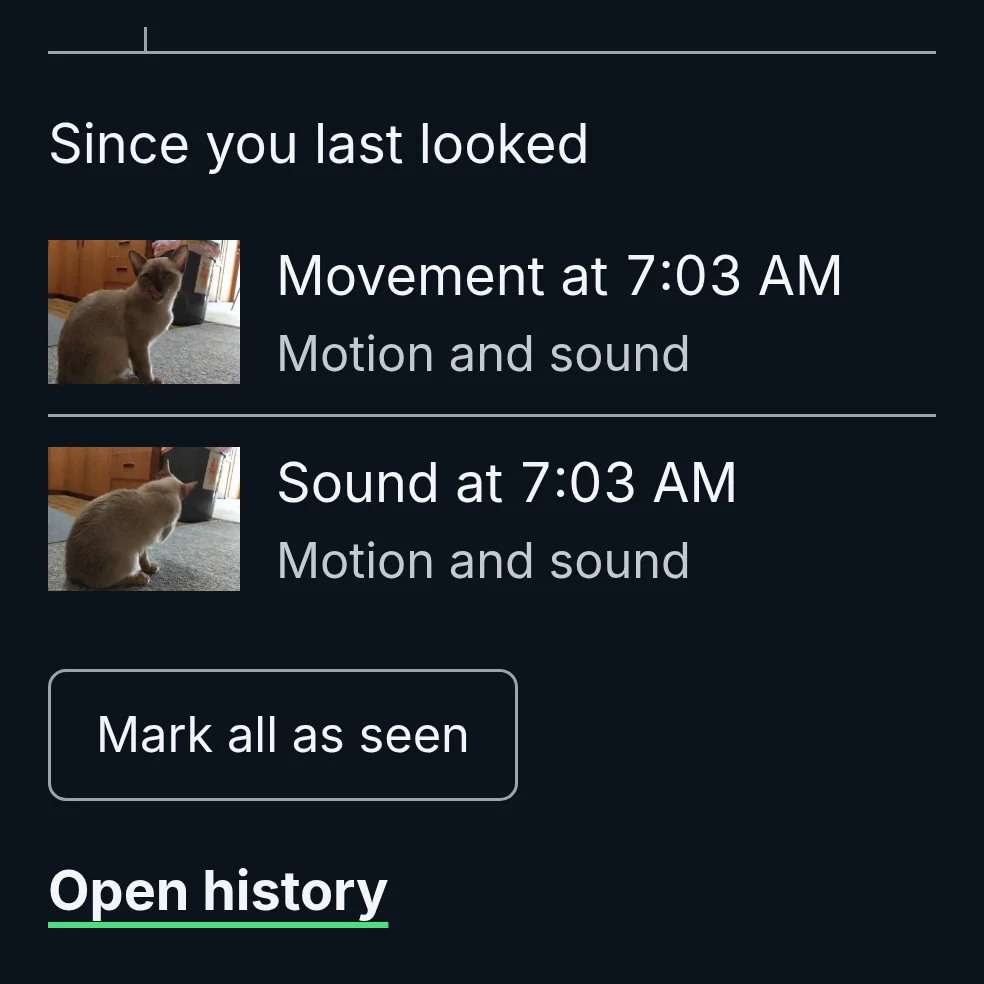 Since you last looked
Movement at 7:03 AM
Motion and sound
Sound at 7:03 AM
Motion and sound
Mark all as seen
Open history